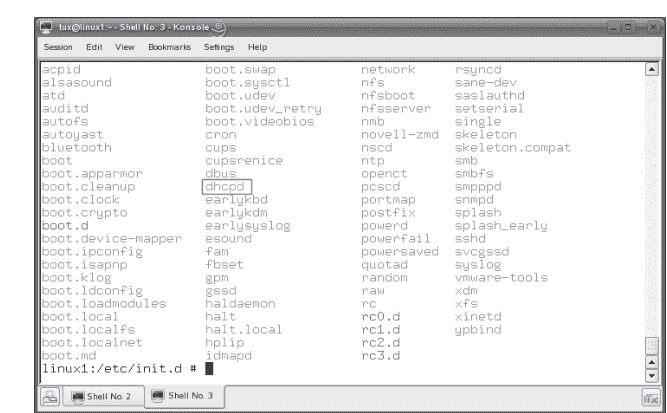 tux@linux1:~ - Shell No. 3 - Konsole
Session Edit View Bookmarks Settings Help
acpid boot.swap network rsyncd
alsasound boot.sysctl nfs sane-dev
atd boot.udev nfsboot saslauthd
auditd boot.udev_retry nfsserver setserial
autofs boot.videobios nmb single
autoyast cron novell-zmd skeleton
bluetooth cups nscd skeleton.compat
boot cupsrenice ntp smb
boot.apparmor dbus openct smbfs
boot.cleanup dhcpd pcscd smpppd
boot.clock earlykbd portmap snmpd
boot.crypto earlykdm postfix splash
boot.d earlysyslog powerd splash_early
boot.device-mapper esound powerfail sshd
boot.ipconfig fam powersaved svcgssd
boot.isapnp fbset quotad syslog
boot.klog gpm random vmware-tools
boot.ldconfig gssd raw xdm
boot.loadmodules haldaemon rc xfs
boot.local halt rc0.d xinetd
boot.localfs halt.local rc1.d ypbind
boot.localnet hplip rc2.d
boot.md idmapd rc3.d
linux1:/etc/init.d #
Shell No. 2 Shell No. 3